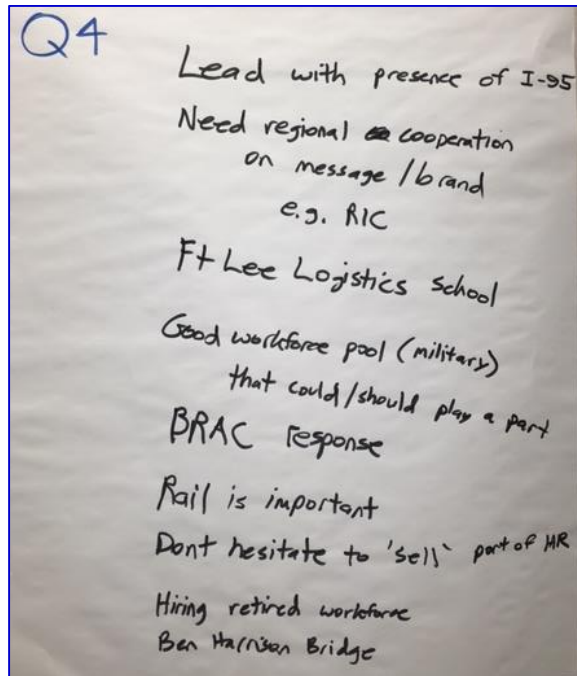 Q4
Lead with presence of I-95
Need regional cooperation
on message/brand
e.g. RIC
Ft Lee Logistics School
Good workforce pool (military)
that could/should play a part
BRAC response
Rail is important
Dont hesitate to 'sell' part of HR
Hiring retired workforce
Ben Harrison Bridge